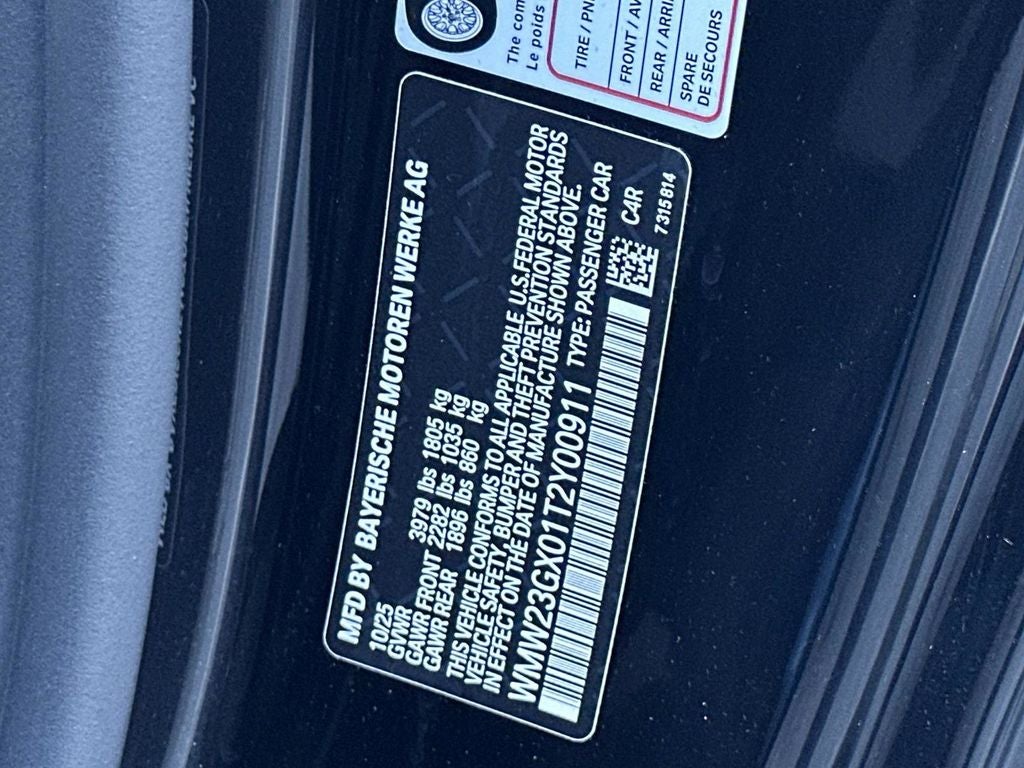 The com
Le poids
TIRE / PN
FRONT / AV
REAR / ARRI
SPARE
DE SECOURS
MFD BY BAYERISCHE MOTOREN WERKE AG
10/25
GVWR 3979 lbs 1805 kg
GAWR FRONT 2282 lbs 1035 kg
GAWR REAR 1896 lbs 860 kg
THIS VEHICLE CONFORMS TO ALL APPLICABLE U.S.FEDERAL MOTOR
VEHICLE SAFETY, BUMPER AND THEFT PREVENTION STANDARDS
IN EFFECT ON THE DATE OF MANUFACTURE SHOWN ABOVE.
WMW23GX01T2Y00911 TYPE: PASSENGER CAR
C4R
7315814